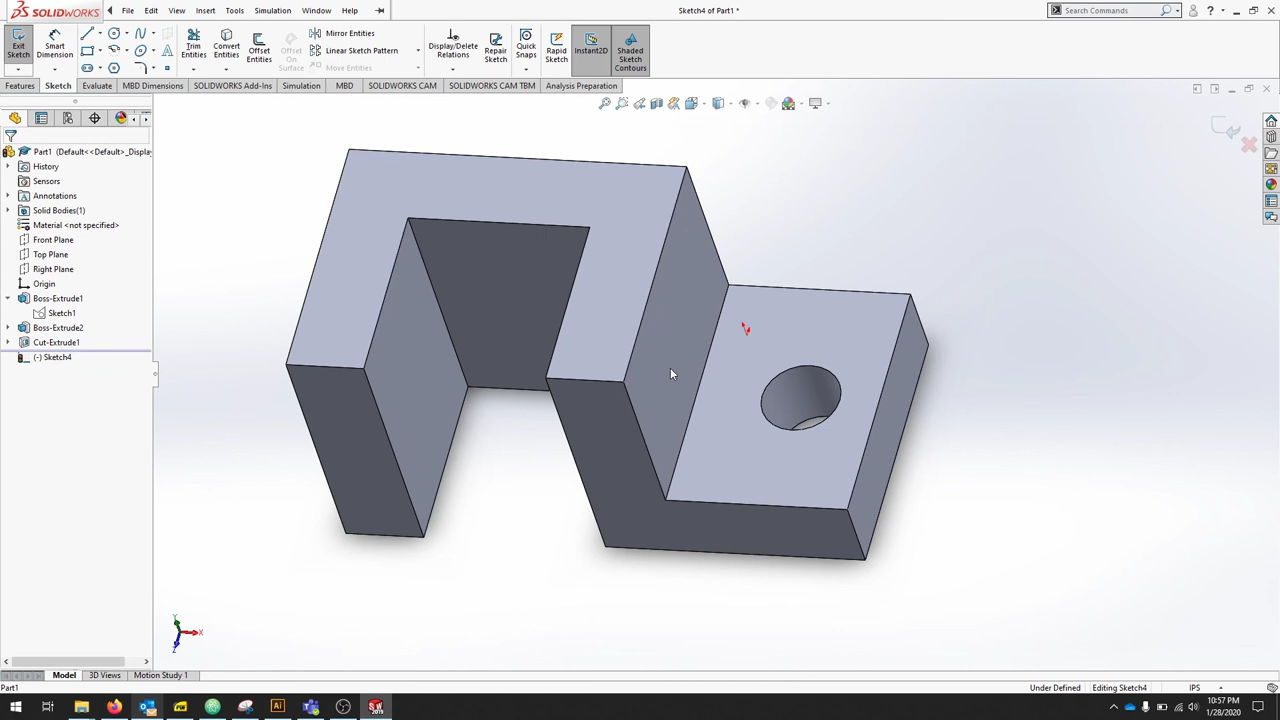 SOLIDWORKS
File Edit View Insert Tools Simulation Window Help
Sketch4 of Part1 *
Search Commands
Exit Sketch
Smart Dimension
Trim Entities
Convert Entities
Offset Entities
Offset On Surface
Mirror Entities
Linear Sketch Pattern
Move Entities
Display/Delete Relations
Repair Sketch
Quick Snaps
Rapid Sketch
Instant2D
Shaded Sketch Contours
Features Sketch Evaluate MBD Dimensions SOLIDWORKS Add-Ins Simulation MBD SOLIDWORKS CAM SOLIDWORKS CAM TBM Analysis Preparation
Part1 (Default<<Default>_Displa
History
Sensors
Annotations
Solid Bodies(1)
Material <not specified>
Front Plane
Top Plane
Right Plane
Origin
Boss-Extrude1
Sketch1
Boss-Extrude2
Cut-Extrude1
(-) Sketch4
Y
X
Z
Model 3D Views Motion Study 1
Part1
Under Defined Editing Sketch4 IPS
10:57 PM
1/28/2020